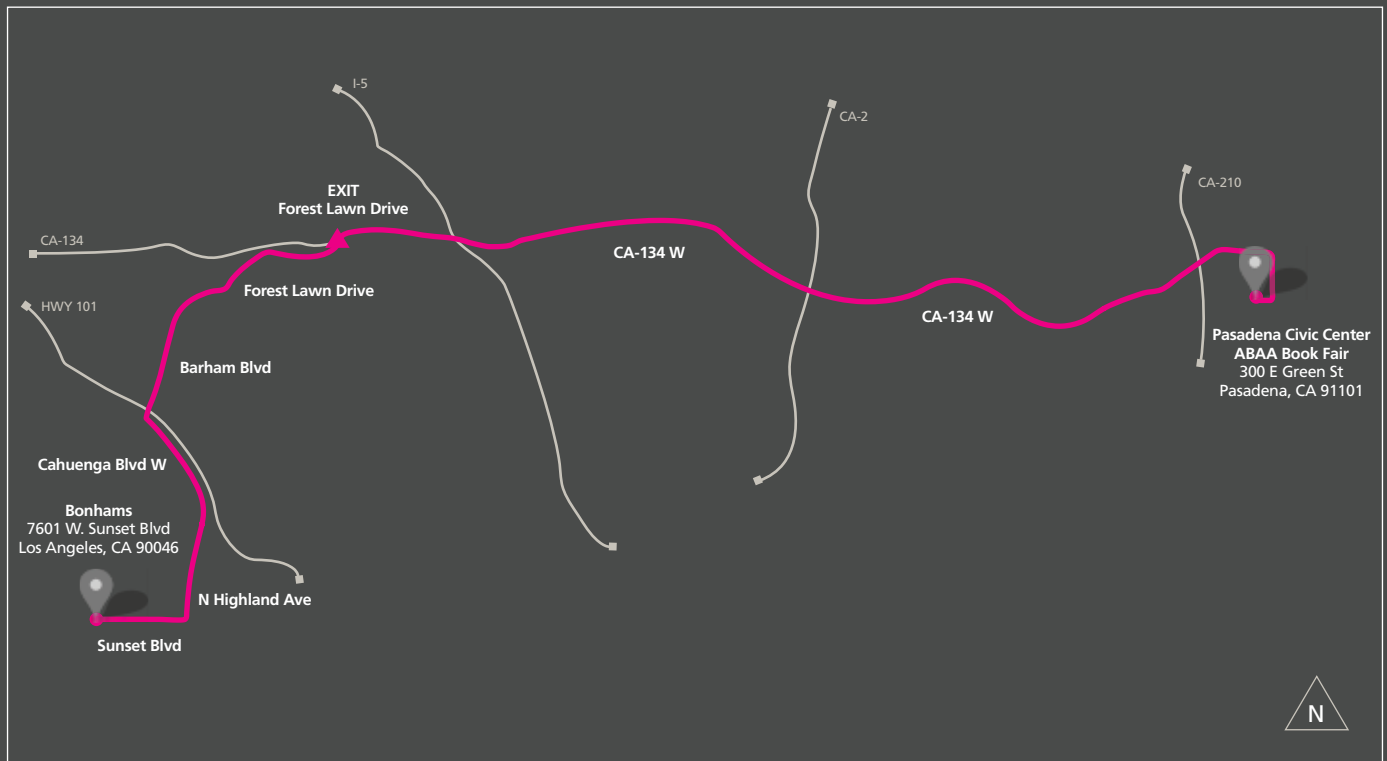 I-5
CA-2
CA-210
EXIT
Forest Lawn Drive
CA-134
CA-134 W
Forest Lawn Drive
HWY 101
CA-134 W
Pasadena Civic Center
ABAA Book Fair
300 E Green St
Pasadena, CA 91101
Barham Blvd
Cahuenga Blvd W
Bonhams
7601 W. Sunset Blvd
Los Angeles, CA 90046
N Highland Ave
Sunset Blvd
N